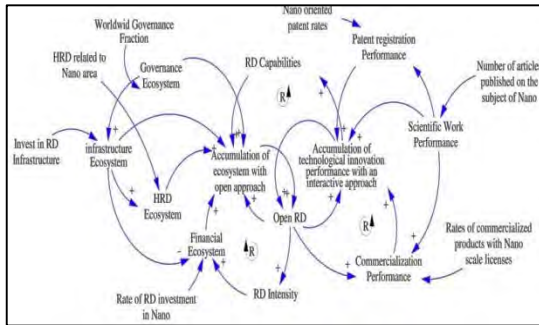 Worldwid Governance
Fraction
Nano oriented
patent rates
HRD related to
Nano area
Governance
Ecosystem
RD Capabilities
Patent registration
Performance
Number of article
published on the
subject of Nano
R
Invest in RD
Infrastructure
infrastructure
Ecosystem
Accumulation of
ecosystem with
open approach
Accumulation of
technological innovation
performance with an
interactive approach
Scientific Work
Performance
HRD
Ecosystem
Open RD
Financial
Ecosystem
R
R
Commercialization
Performance
Rates of commercialized
products with Nano
scale licenses
Rate of RD investment
in Nano
RD Intensity